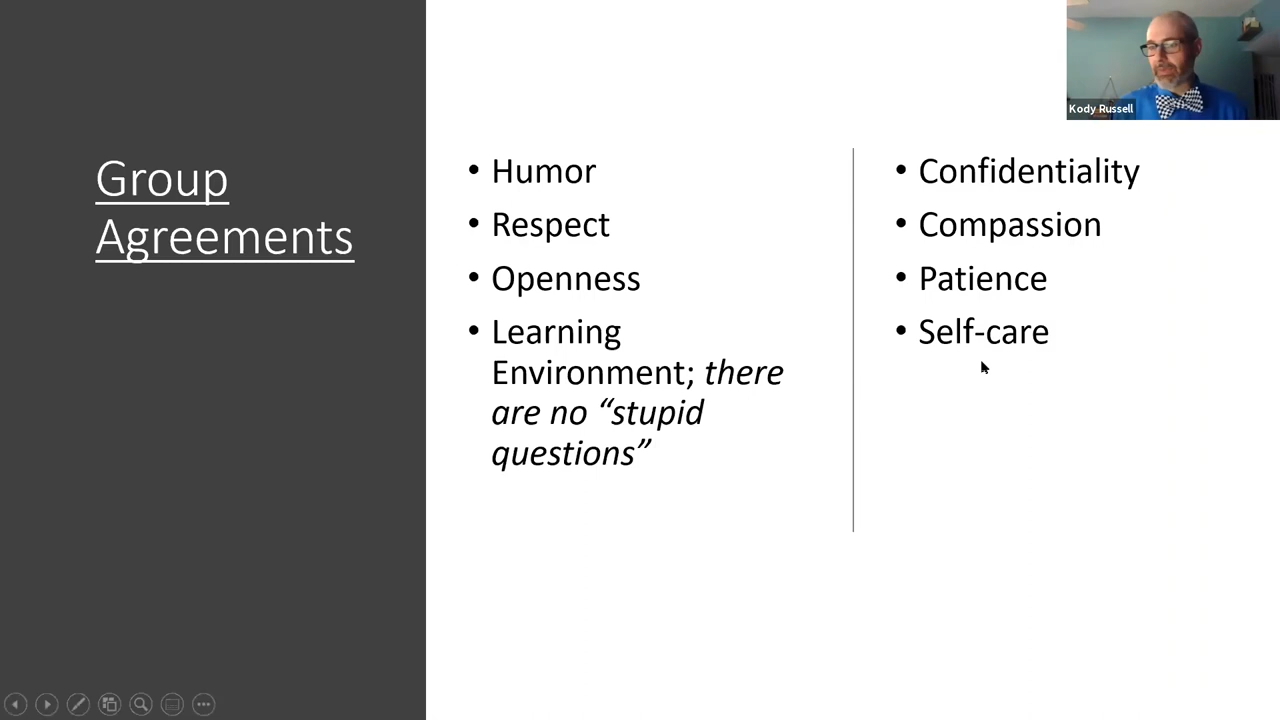 Group
Agreements
• Humor
• Respect
• Openness
• Learning
Environment; there
are no “stupid
questions”
• Confidentiality
• Compassion
• Patience
• Self-care
Kody Russell